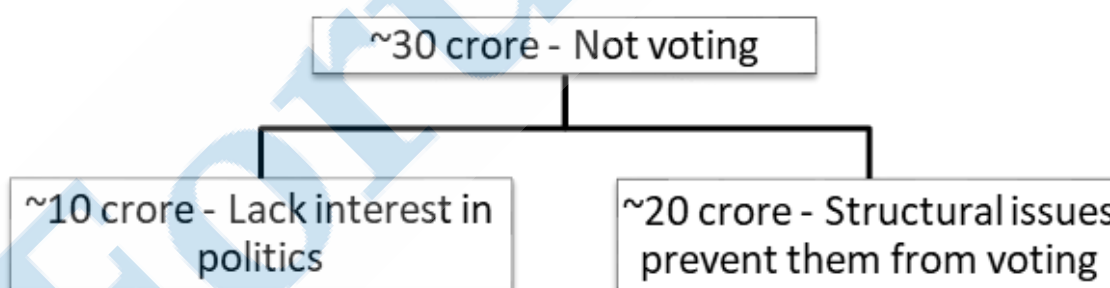 ~30 crore - Not voting
~10 crore - Lack interest in
politics
~20 crore - Structural issues
prevent them from voting